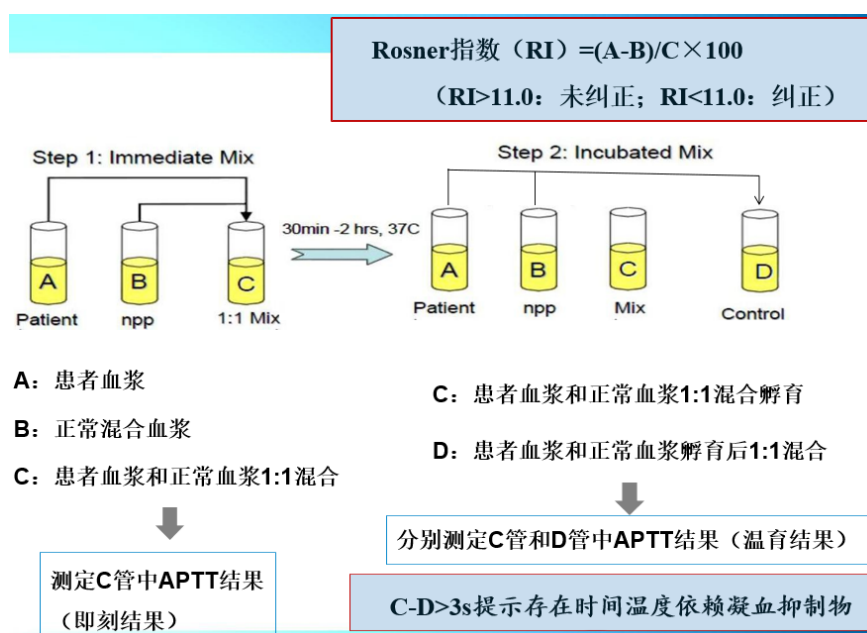 Rosner指数（RI）=(A-B)/C×100
（RI>11.0：未纠正；RI<11.0：纠正）
Step 1: Immediate Mix
Step 2: Incubated Mix
30min -2 hrs, 37C
A
B
C
A
B
C
D
Patient
npp
1:1 Mix
Patient
npp
Mix
Control
A：患者血浆
B：正常混合血浆
C：患者血浆和正常血浆1:1混合
C：患者血浆和正常血浆1:1混合孵育
D：患者血浆和正常血浆孵育后1:1混合
测定C管中APTT结果
（即刻结果）
分别测定C管和D管中APTT结果（温育结果）
C-D>3s提示存在时间温度依赖凝血抑制物